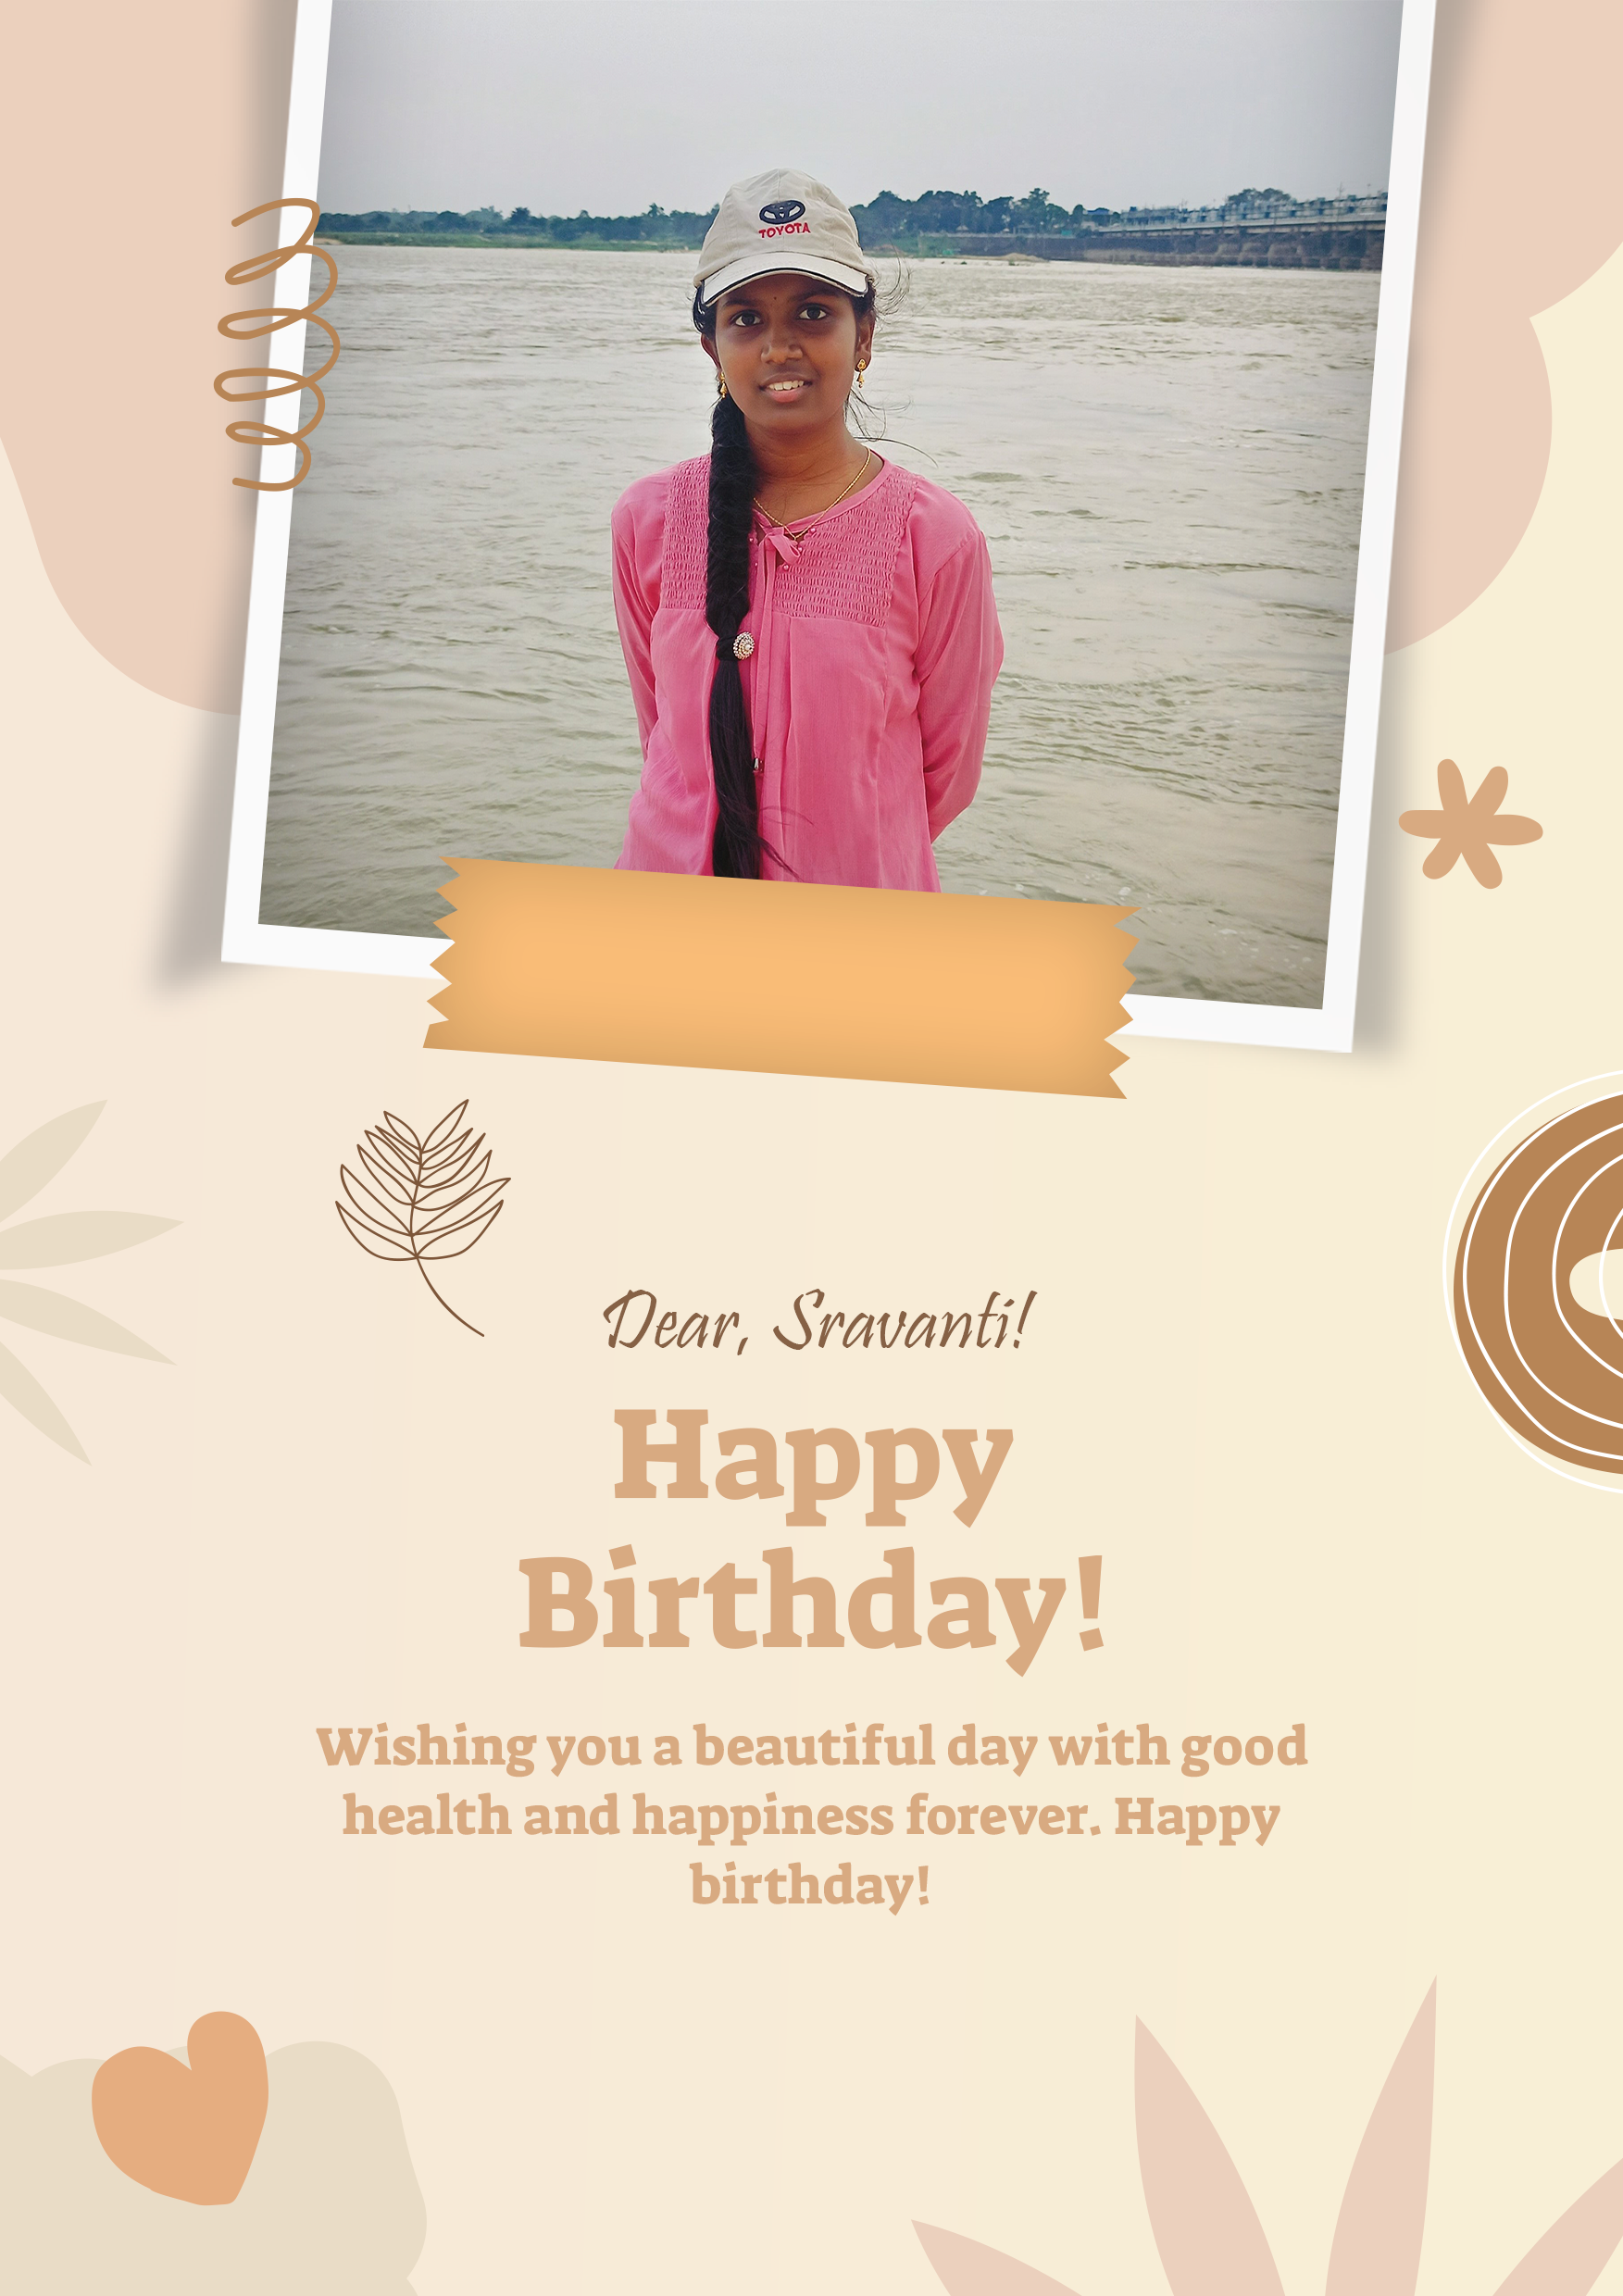 TOYOTA
Dear, Sravanti!
Happy
Birthday!
Wishing you a beautiful day with good
health and happiness forever. Happy
birthday!